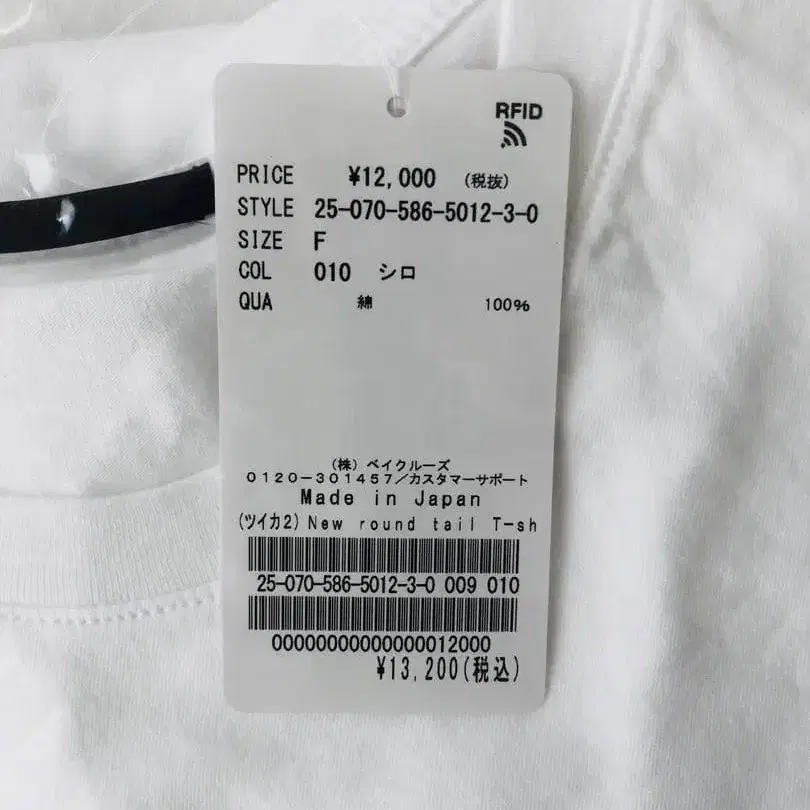 RFID
PRICE ¥12,000 (税抜)
STYLE 25-070-586-5012-3-0
SIZE F
COL 010 シロ
QUA 綿 100%
(株)ベイクルーズ
0120-301457/カスタマーサポート
Made in Japan
(ツイカ2)New round tail T-sh
25-070-586-5012-3-0 009 010
00000000000000012000
¥13,200(税込)